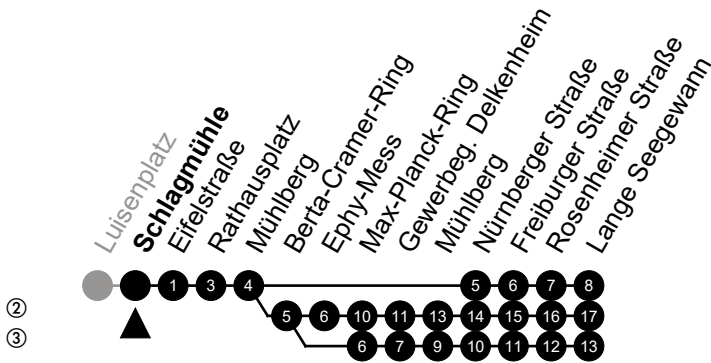 Luisenplatz
Schlagmühle
Eifelstraße
Rathausplatz
Mühlberg
Berta-Cramer-Ring
Ephy-Mess
Max-Planck-Ring
Gewerbeg. Delkenheim
Mühlberg
Nürnberger Straße
Freiburger Straße
Rosenheimer Straße
Lange Seegewann
1 3 4 5 6 7 8
② 5 6 10 11 13 14 15 16 17
③ 6 7 9 10 11 12 13